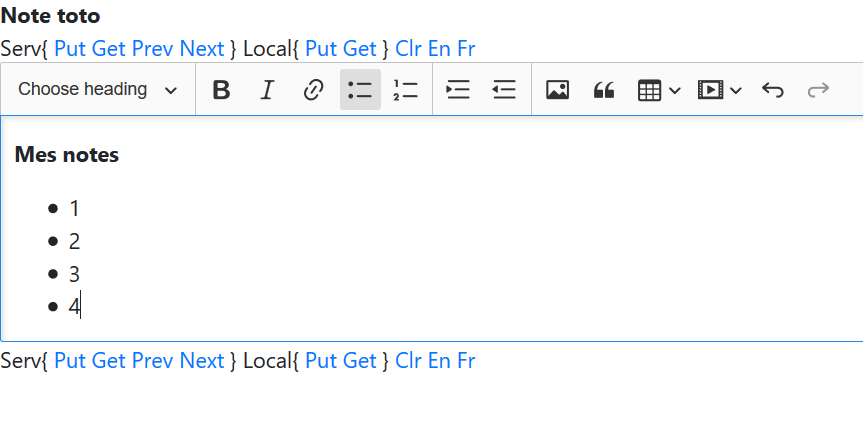 Note toto
Serv{ Put Get Prev Next } Local{ Put Get } Clr En Fr
Choose heading B I
Mes notes
• 1
• 2
• 3
• 4
Serv{ Put Get Prev Next } Local{ Put Get } Clr En Fr